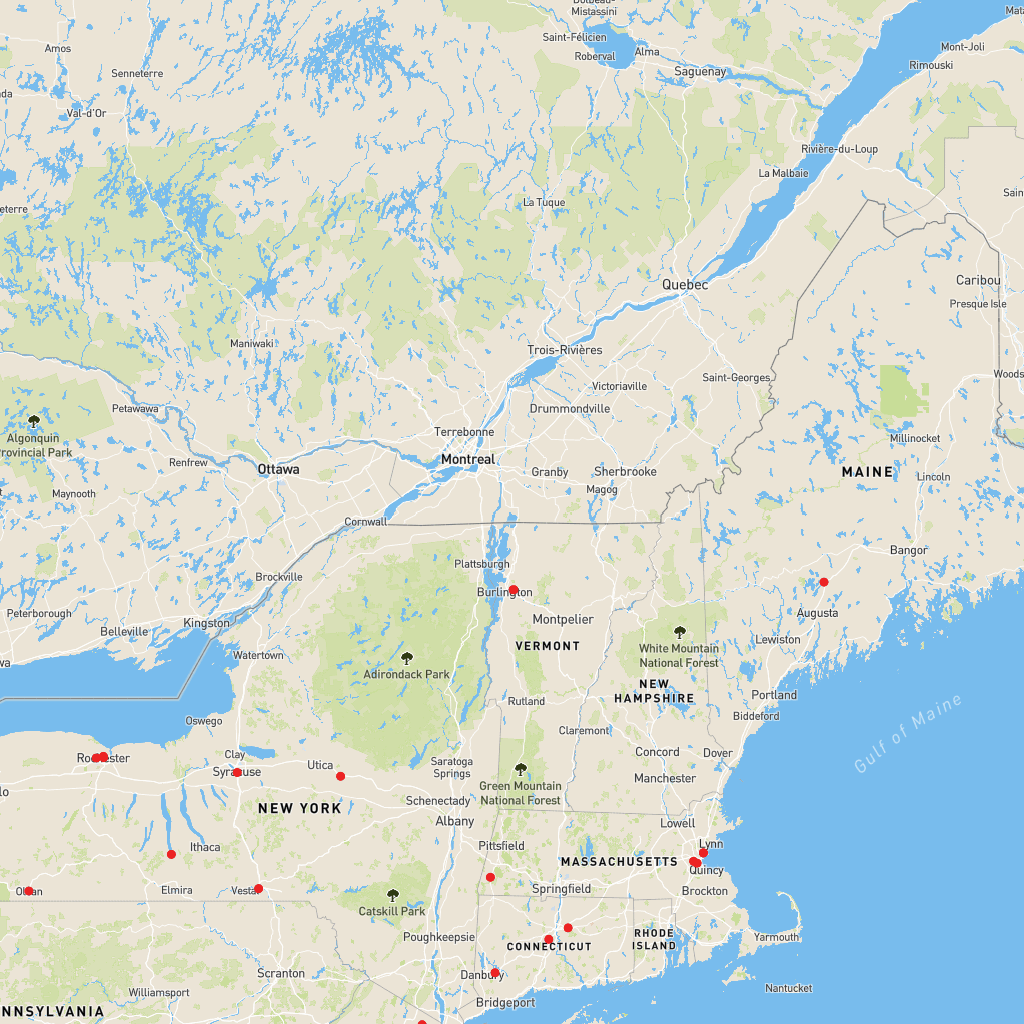 Dolbeau-
Mistassini
Saint-Félicien
Roberval
Alma
Saguenay
Mont-Joli
Rimouski
Amos
Senneterre
Val-d'Or
Rivière-du-Loup
La Malbaie
La Tuque
Quebec
Caribou
Presque Isle
Maniwaki
Trois-Rivières
Victoriaville
Saint-Georges
Drummondville
Petawawa
Algonquin
Provincial Park
Terrebonne
Montreal
Millinocket
Renfrew
Ottawa
Granby
Sherbrooke
Magog
MAINE
Lincoln
Maynooth
Cornwall
Bangor
Plattsburgh
Brockville
Burlington
Augusta
Peterborough
Kingston
Belleville
Montpelier
VERMONT
White Mountain
National Forest
Lewiston
Watertown
Adirondack Park
NEW
HAMPSHIRE
Portland
Rutland
Biddeford
Oswego
Claremont
Gulf of Maine
Rochester
Clay
Syracuse
Utica
Saratoga
Springs
Concord
Dover
Manchester
Green Mountain
National Forest
NEW YORK
Schenectady
Albany
Lowell
Lynn
Ithaca
Pittsfield
MASSACHUSETTS
Quincy
Olean
Elmira
Vestal
Springfield
Brockton
Catskill Park
Poughkeepsie
CONNECTICUT
RHODE
ISLAND
Yarmouth
Scranton
Danbury
Williamsport
Bridgeport
Nantucket
NNSYLVANIA